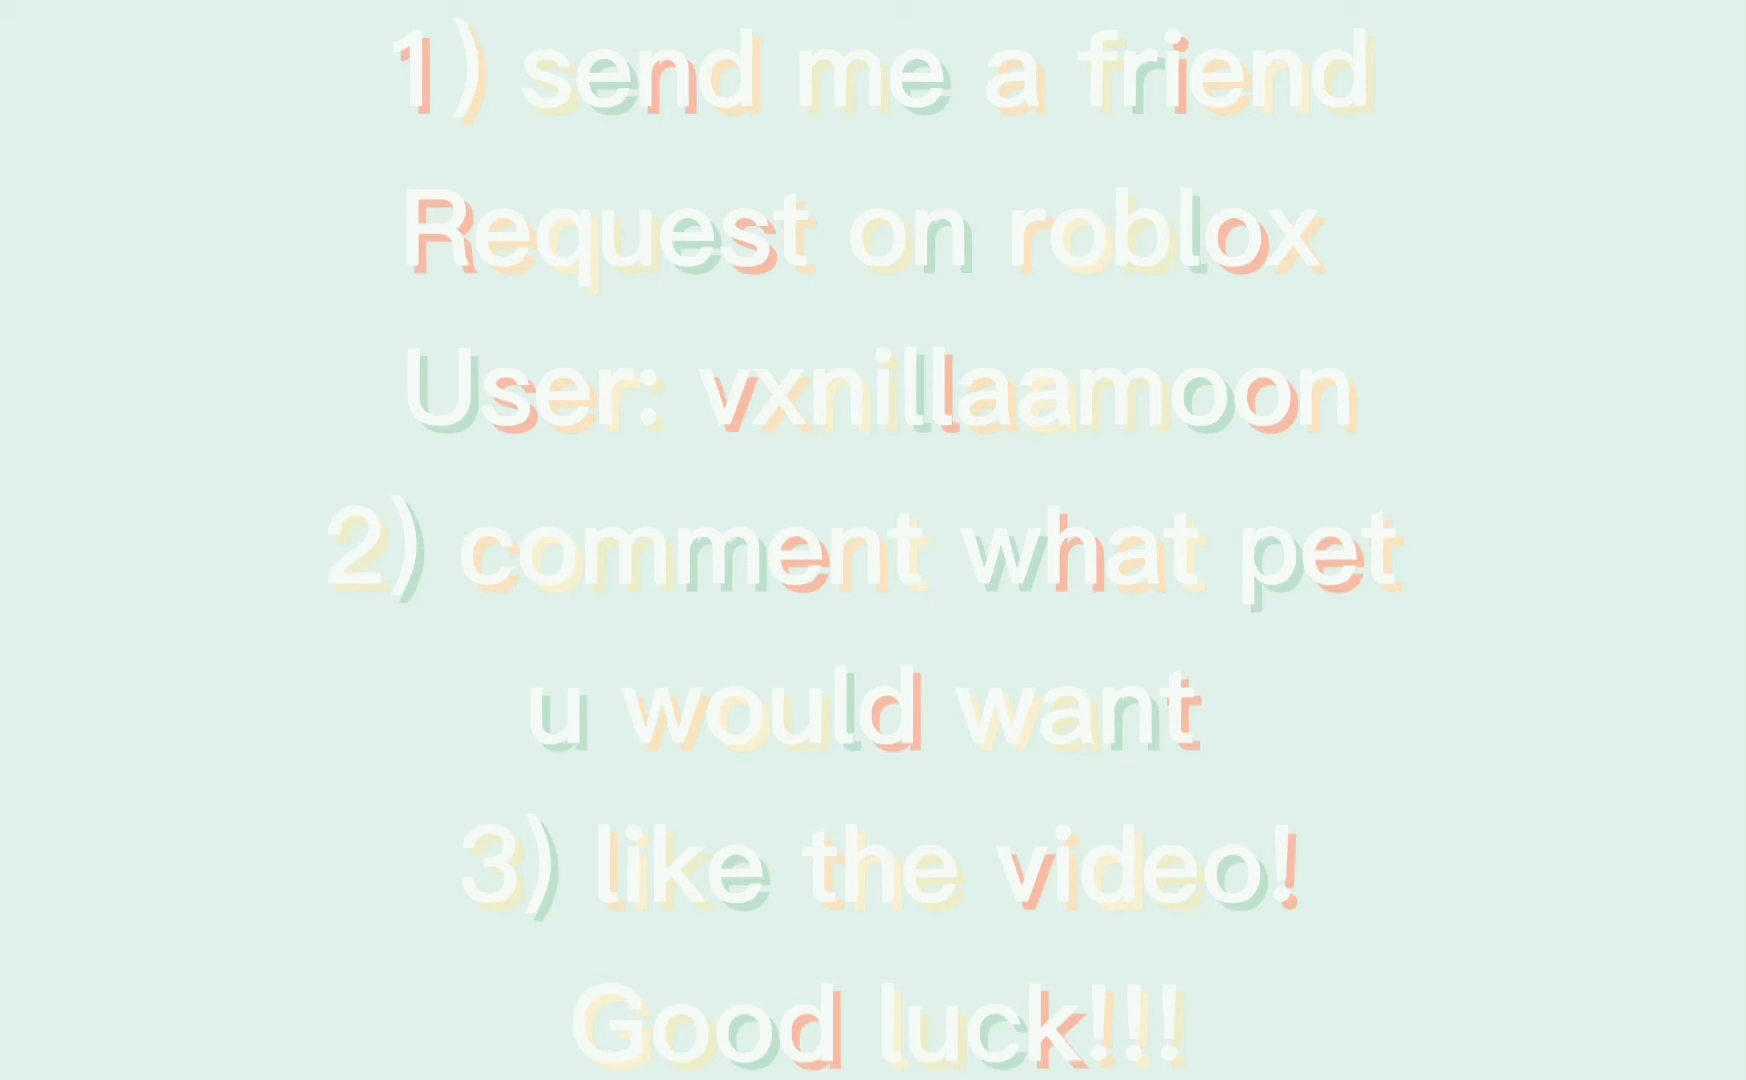 1) send me a friend
Request on roblox
User: vxnillaamoon
2) comment what pet
u would want
3) like the video!
Good luck!!!